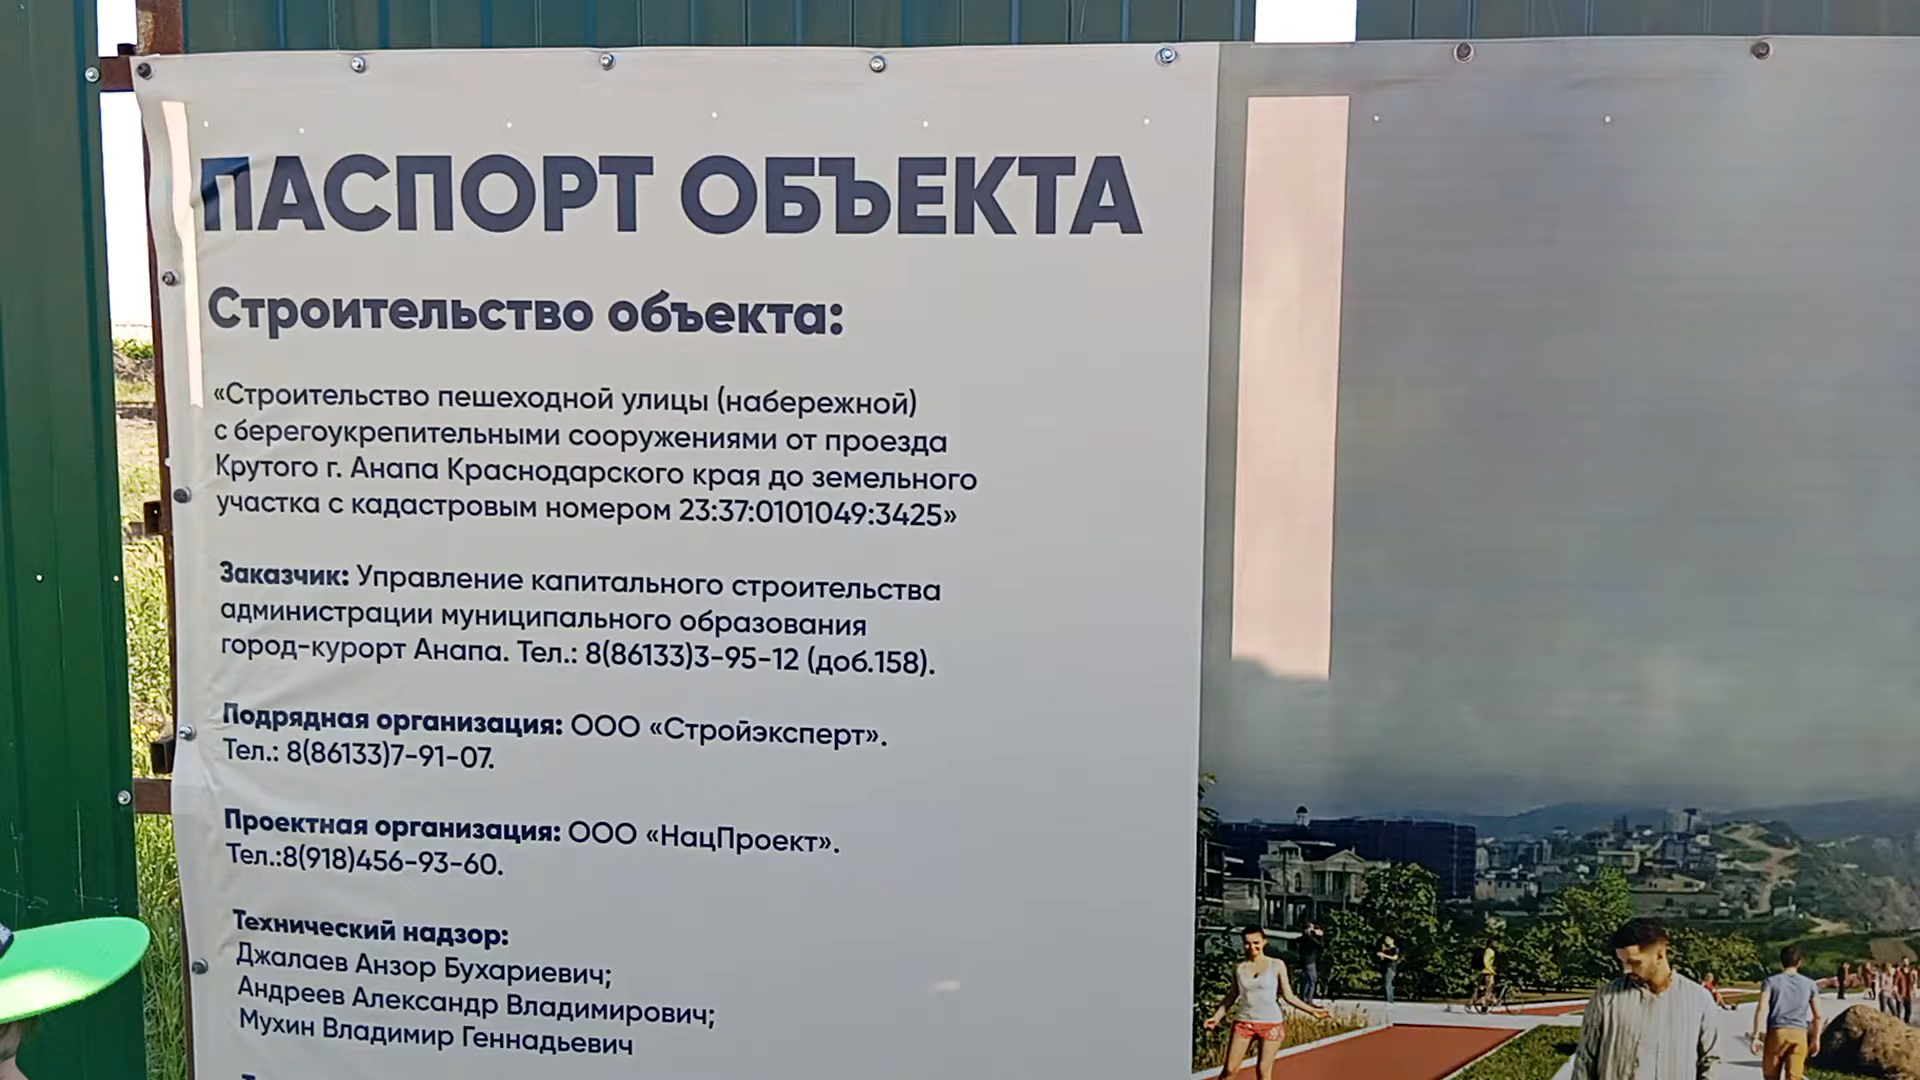 ПАСПОРТ ОБЪЕКТА
Строительство объекта:
«Строительство пешеходной улицы (набережной)
с берегоукрепительными сооружениями от проезда
Крутого г. Анапа Краснодарского края до земельного
участка с кадастровым номером 23:37:0101049:3425»
Заказчик: Управление капитального строительства
администрации муниципального образования
город-курорт Анапа. Тел.: 8(86133)3-95-12 (доб.158).
Подрядная организация: ООО «Стройэксперт».
Тел.: 8(86133)7-91-07.
Проектная организация: ООО «НацПроект».
Тел.:8(918)456-93-60.
Технический надзор:
Джалаев Анзор Бухариевич;
Андреев Александр Владимирович;
Мухин Владимир Геннадьевич